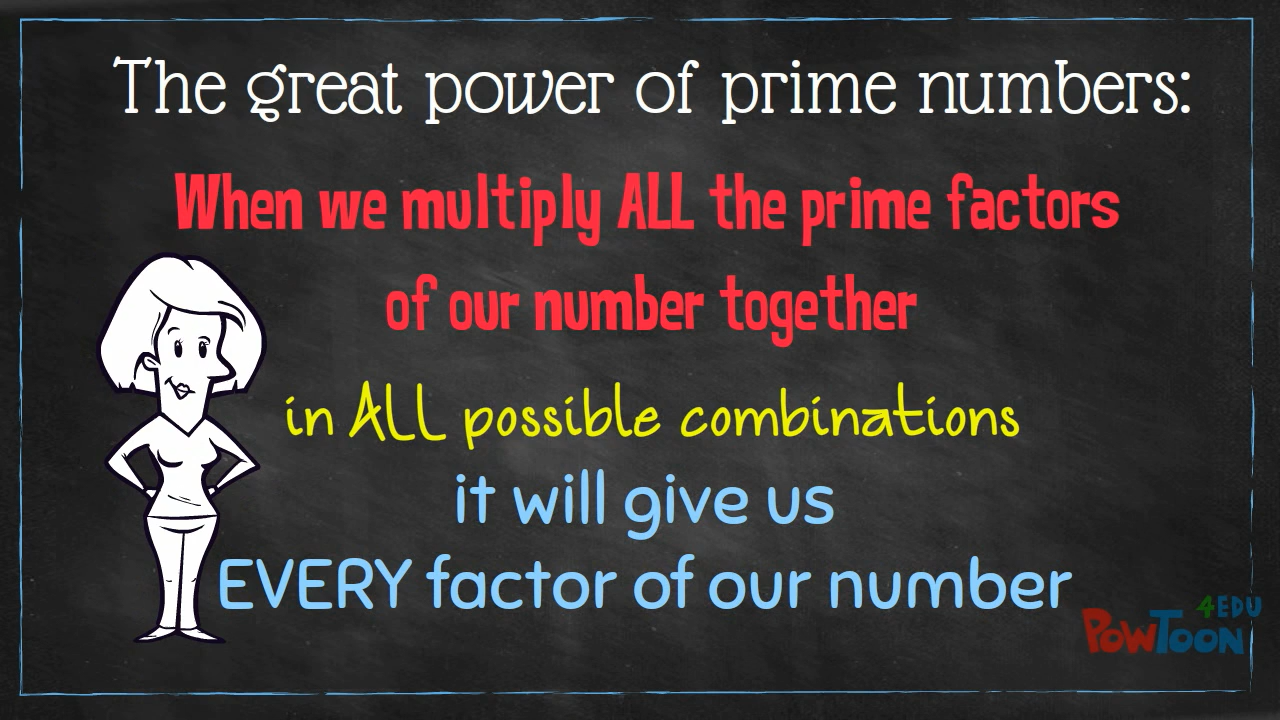 The great power of prime numbers:
When we multiply ALL the prime factors
of our number together
in ALL possible combinations
it will give us
EVERY factor of our number
4EDU
POWTOON